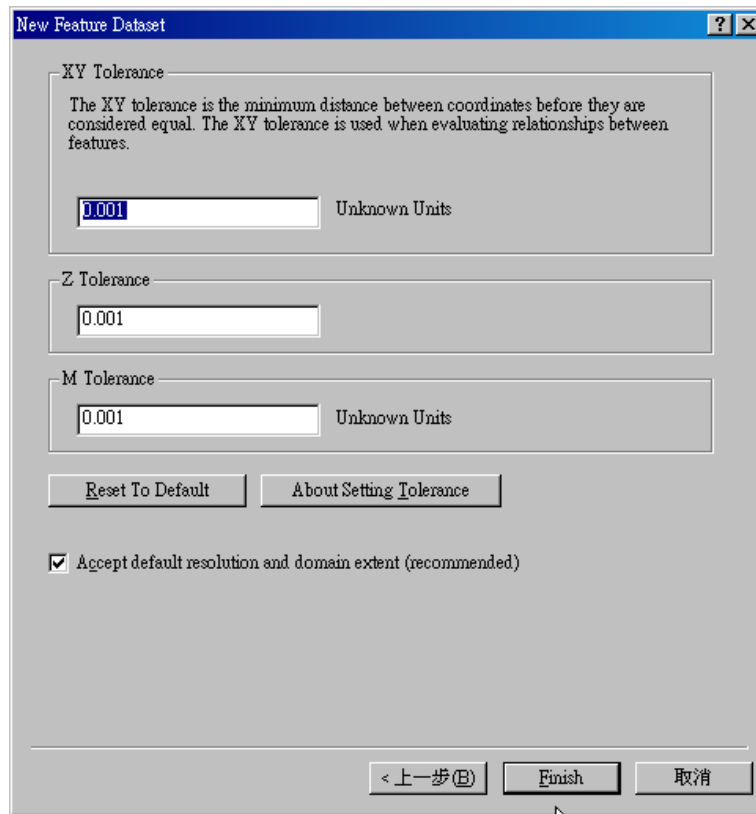 New Feature Dataset
XY Tolerance
The XY tolerance is the minimum distance between coordinates before they are
considered equal. The XY tolerance is used when evaluating relationships between
features.
0.001 Unknown Units
Z Tolerance
0.001
M Tolerance
0.001 Unknown Units
Reset To Default About Setting Tolerance
Accept default resolution and domain extent (recommended)
<上一步(B) Finish 取消